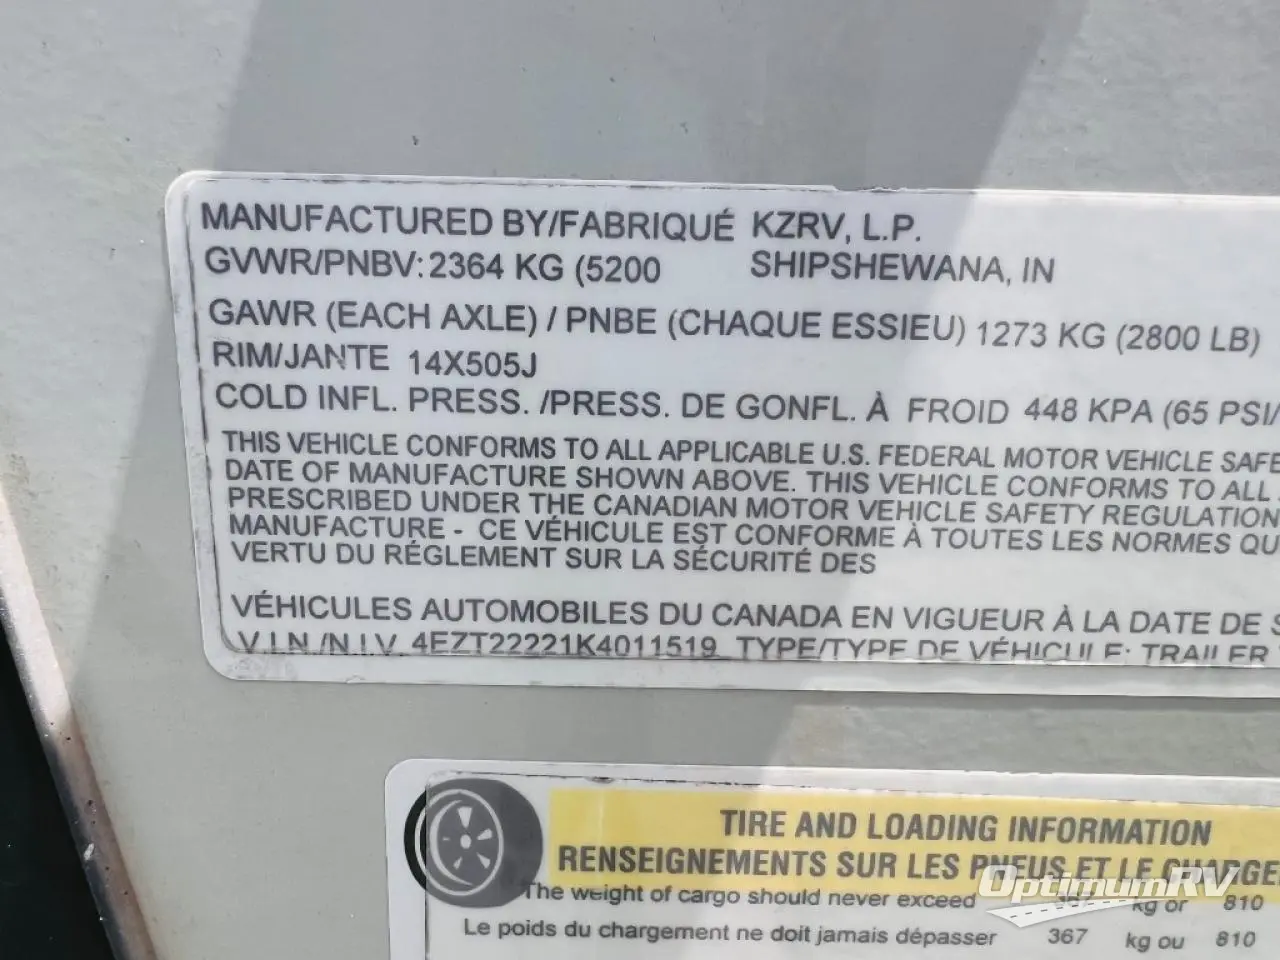 MANUFACTURED BY/FABRIQUÉ KZRV, L.P.
GVWR/PNBV: 2364 KG (5200 SHIPSHEWANA, IN
GAWR (EACH AXLE) / PNBE (CHAQUE ESSIEU) 1273 KG (2800 LB)
RIM/JANTE 14X505J
COLD INFL. PRESS. /PRESS. DE GONFL. À FROID 448 KPA (65 PSI/
THIS VEHICLE CONFORMS TO ALL APPLICABLE U.S. FEDERAL MOTOR VEHICLE SAFE
DATE OF MANUFACTURE SHOWN ABOVE. THIS VEHICLE CONFORMS TO ALL
PRESCRIBED UNDER THE CANADIAN MOTOR VEHICLE SAFETY REGULATION
MANUFACTURE - CE VÉHICULE EST CONFORME À TOUTES LES NORMES QU
VERTU DU RÉGLEMENT SUR LA SÉCURITÉ DES
VÉHICULES AUTOMOBILES DU CANADA EN VIGUEUR À LA DATE DE S
V.I.N./N.I.V. 4EZT22221K4011519 TYPE/TYPE DE VÉHICULE: TRAILER
TIRE AND LOADING INFORMATION
RENSEIGNEMENTS SUR LES PNEUS ET LE CHARGE
The weight of cargo should never exceed 367 kg or 810
Le poids du chargement ne doit jamais dépasser 367 kg ou 810
OptimumRV